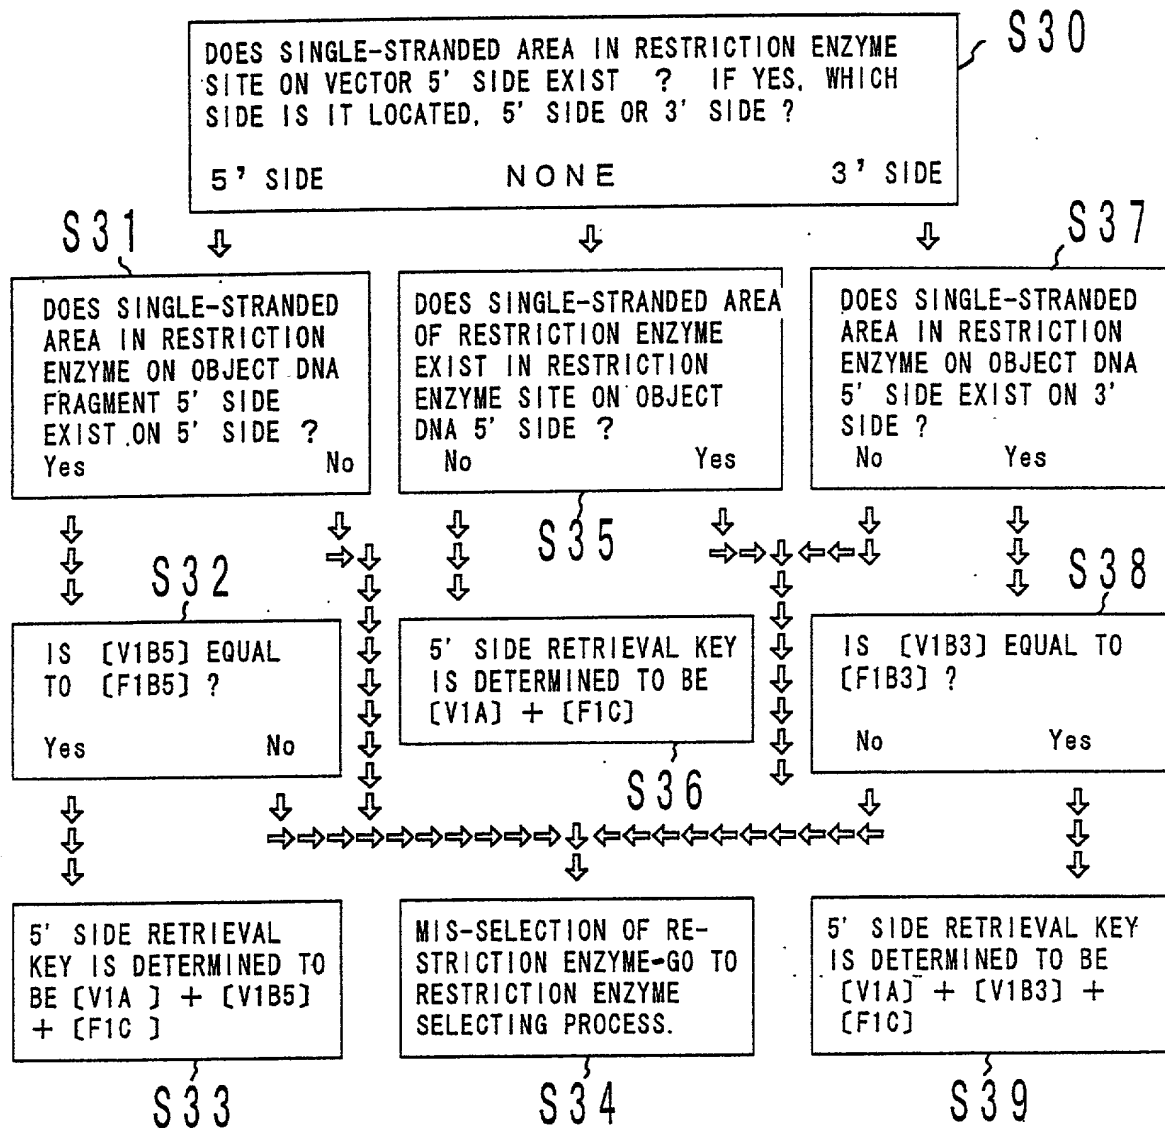 DOES SINGLE-STRANDED AREA IN RESTRICTION ENZYME
SITE ON VECTOR 5' SIDE EXIST ? IF YES, WHICH
SIDE IS IT LOCATED, 5' SIDE OR 3' SIDE ?
5' SIDE NONE 3' SIDE
S30
S31
DOES SINGLE-STRANDED
AREA IN RESTRICTION
ENZYME ON OBJECT DNA
FRAGMENT 5' SIDE
EXIST ON 5' SIDE ?
Yes No
DOES SINGLE-STRANDED AREA
OF RESTRICTION ENZYME
EXIST IN RESTRICTION
ENZYME SITE ON OBJECT
DNA 5' SIDE ?
No Yes
S35
S37
DOES SINGLE-STRANDED
AREA IN RESTRICTION
ENZYME ON OBJECT DNA
5' SIDE EXIST ON 3'
SIDE ?
No Yes
S32
IS [V1B5] EQUAL
TO [F1B5] ?
Yes No
5' SIDE RETRIEVAL KEY
IS DETERMINED TO BE
[V1A] + [F1C]
S36
S38
IS [V1B3] EQUAL TO
[F1B3] ?
No Yes
5' SIDE RETRIEVAL
KEY IS DETERMINED TO
BE [V1A ] + [V1B5]
+ [F1C ]
S33
MIS-SELECTION OF RE-
STRICTION ENZYME-GO TO
RESTRICTION ENZYME
SELECTING PROCESS.
S34
5' SIDE RETRIEVAL KEY
IS DETERMINED TO BE
[V1A] + [V1B3] +
[F1C]
S39